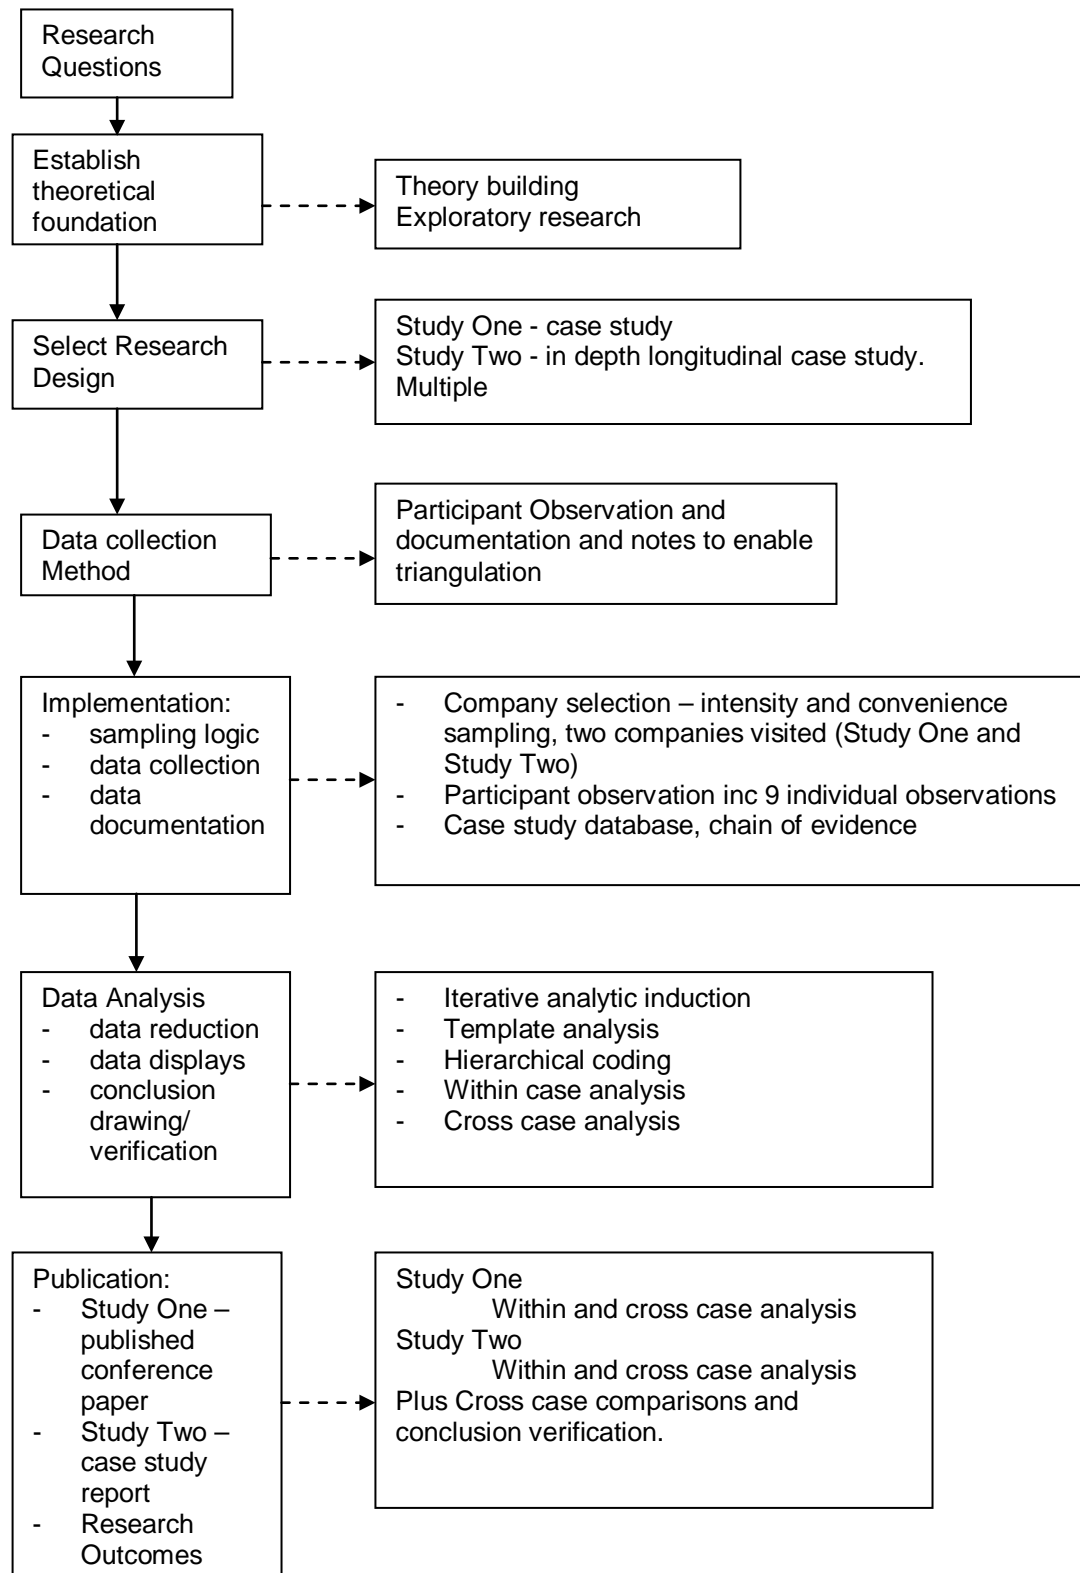 Research
Questions
Establish
theoretical
foundation
Theory building
Exploratory research
Select Research
Design
Study One - case study
Study Two - in depth longitudinal case study.
Multiple
Data collection
Method
Participant Observation and
documentation and notes to enable
triangulation
Implementation:
- sampling logic
- data collection
- data
documentation
- Company selection – intensity and convenience
sampling, two companies visited (Study One and
Study Two)
- Participant observation inc 9 individual observations
- Case study database, chain of evidence
Data Analysis
- data reduction
- data displays
- conclusion
drawing/
verification
- Iterative analytic induction
- Template analysis
- Hierarchical coding
- Within case analysis
- Cross case analysis
Publication:
- Study One –
published
conference
paper
- Study Two –
case study
report
- Research
Outcomes
Study One
Within and cross case analysis
Study Two
Within and cross case analysis
Plus Cross case comparisons and
conclusion verification.